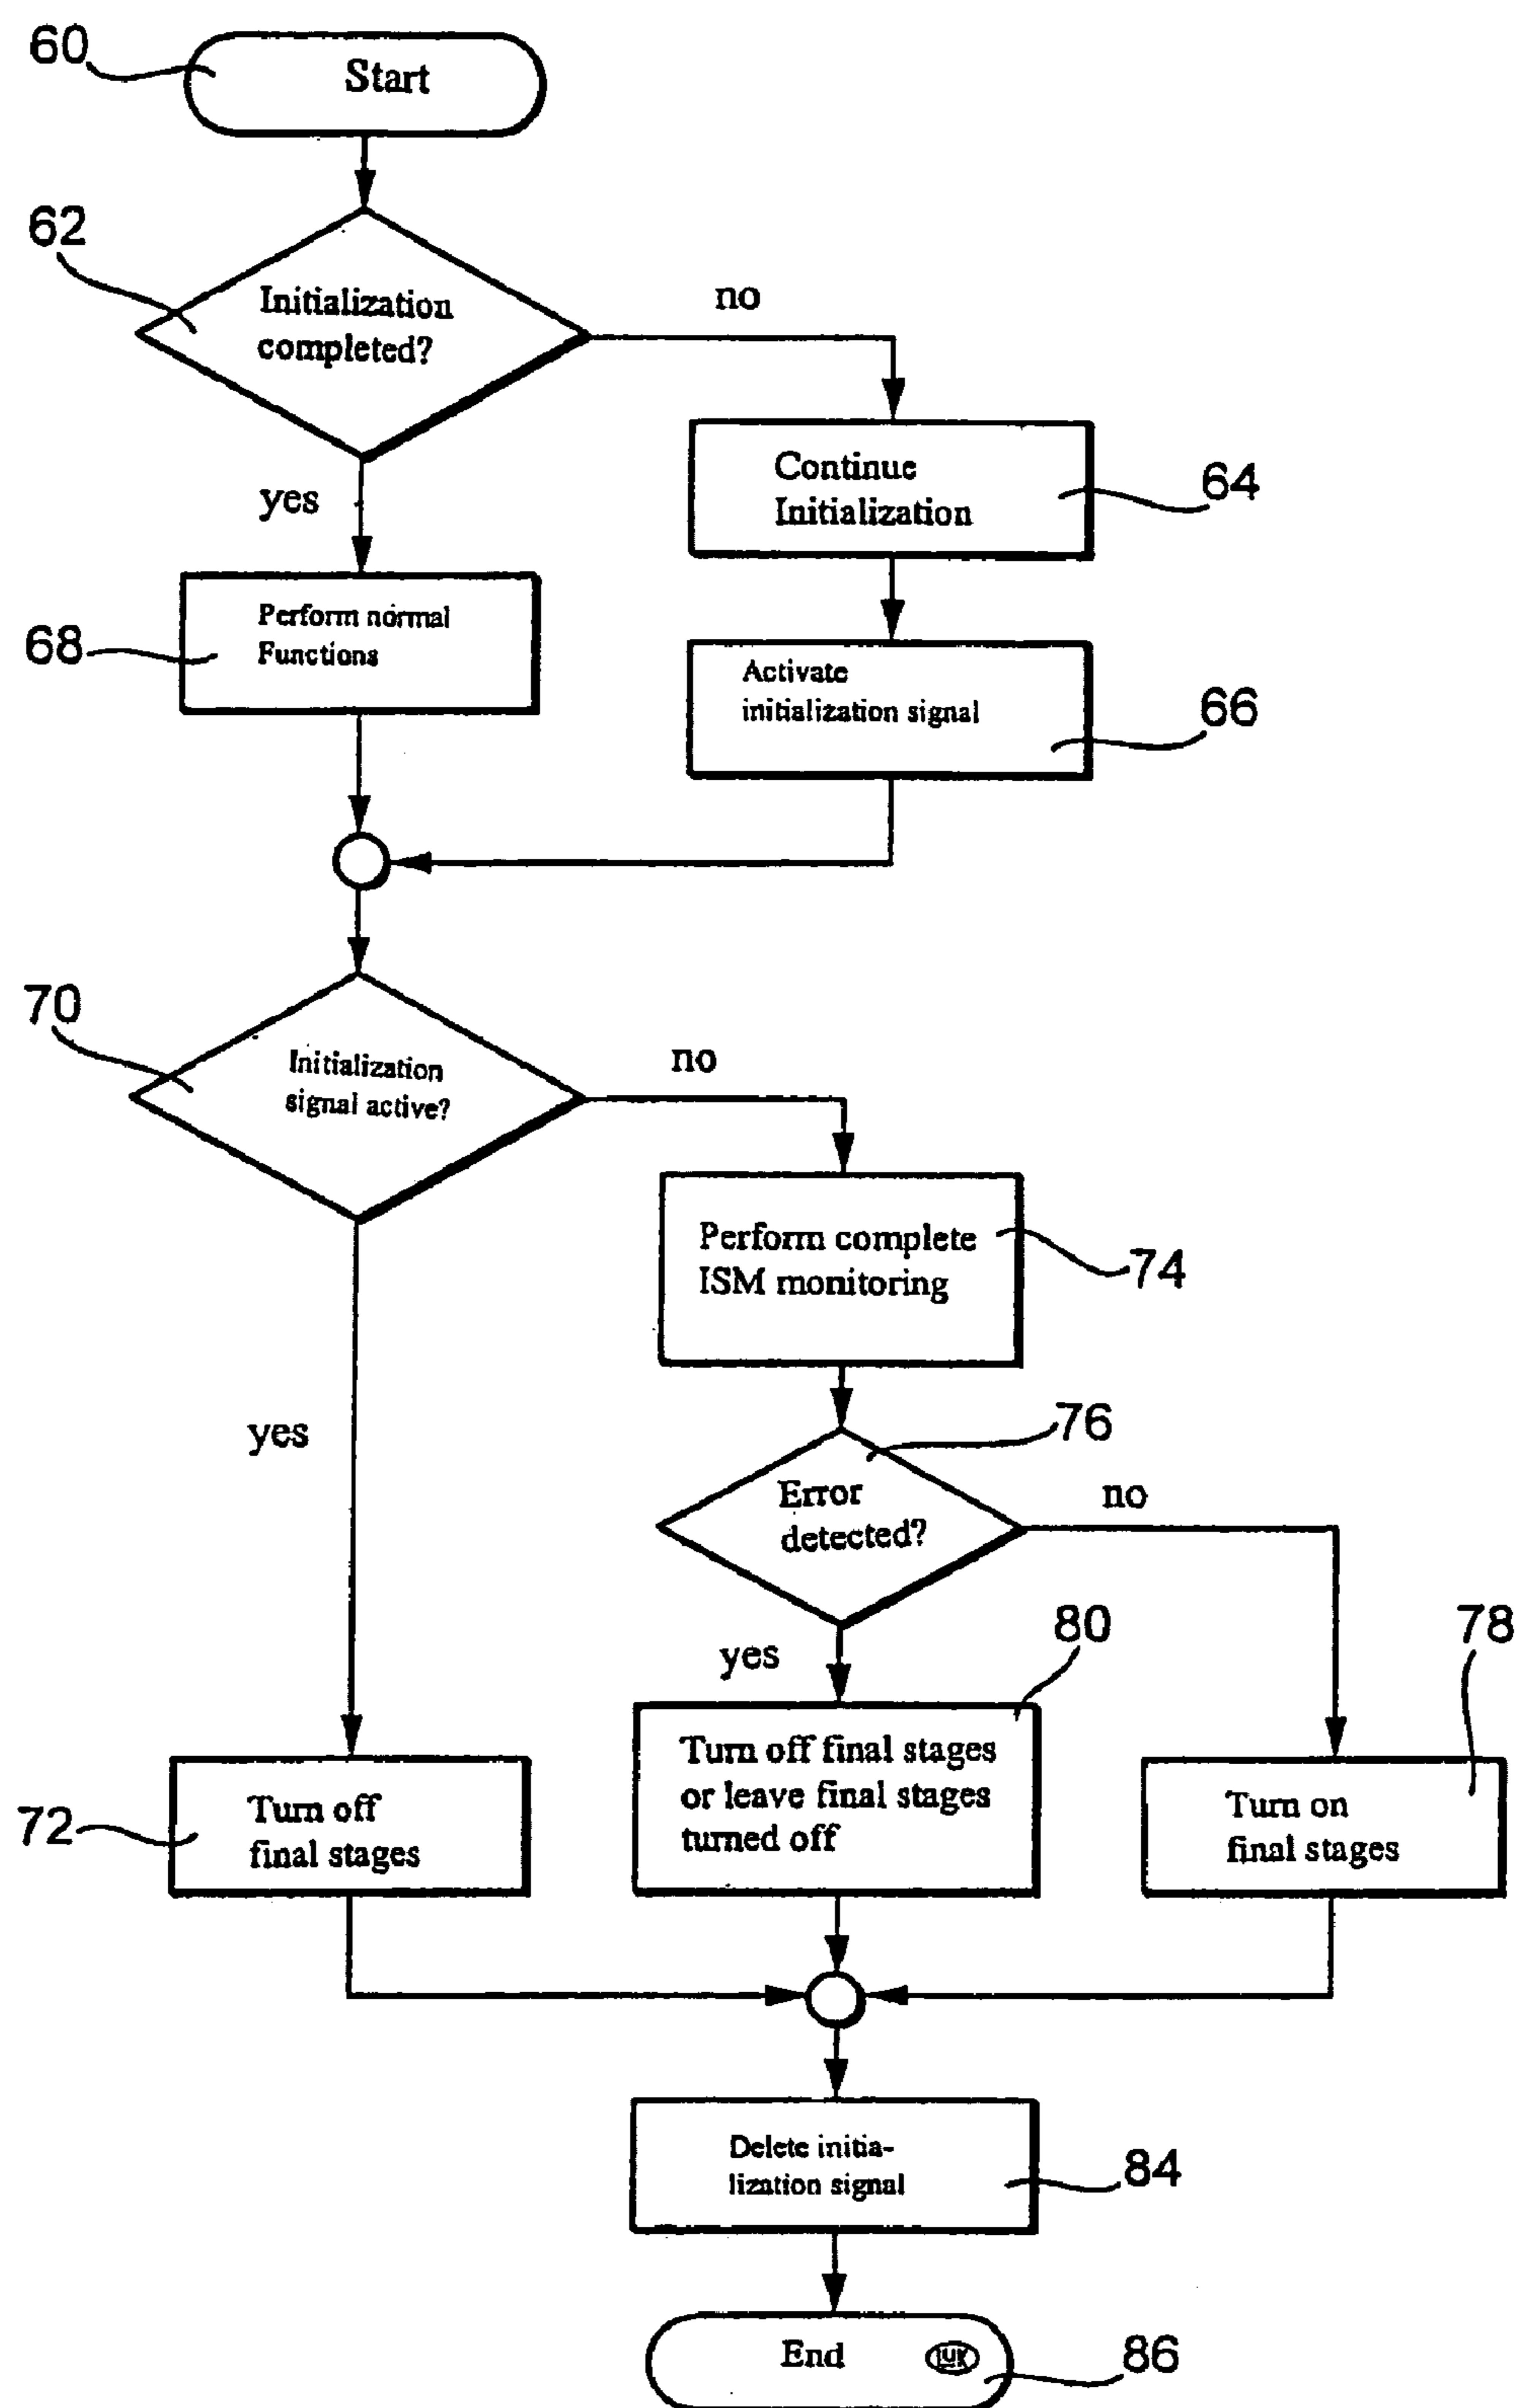 60
Start
62
Initialization
completed?
no
yes
Continue
Initialization
64
68
Perform normal
Functions
Activate
initialization signal
66
70
Initialization
signal active?
no
Perform complete
ISM monitoring
74
yes
76
Error
detected?
no
yes
80
78
72
Turn off
final stages
Turn off final stages
or leave final stages
turned off
Turn on
final stages
Delete initia-
lization signal
84
End
LUK
86